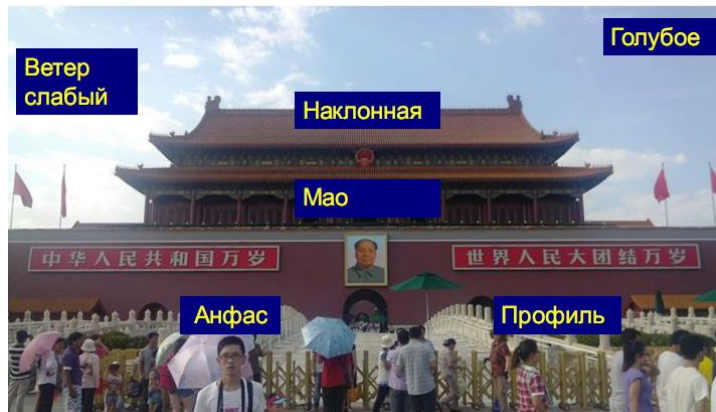 Голубое
Ветер
слабый
Наклонная
Мао
中华人民共和国万岁
世界人民大团结万岁
Анфас
Профиль